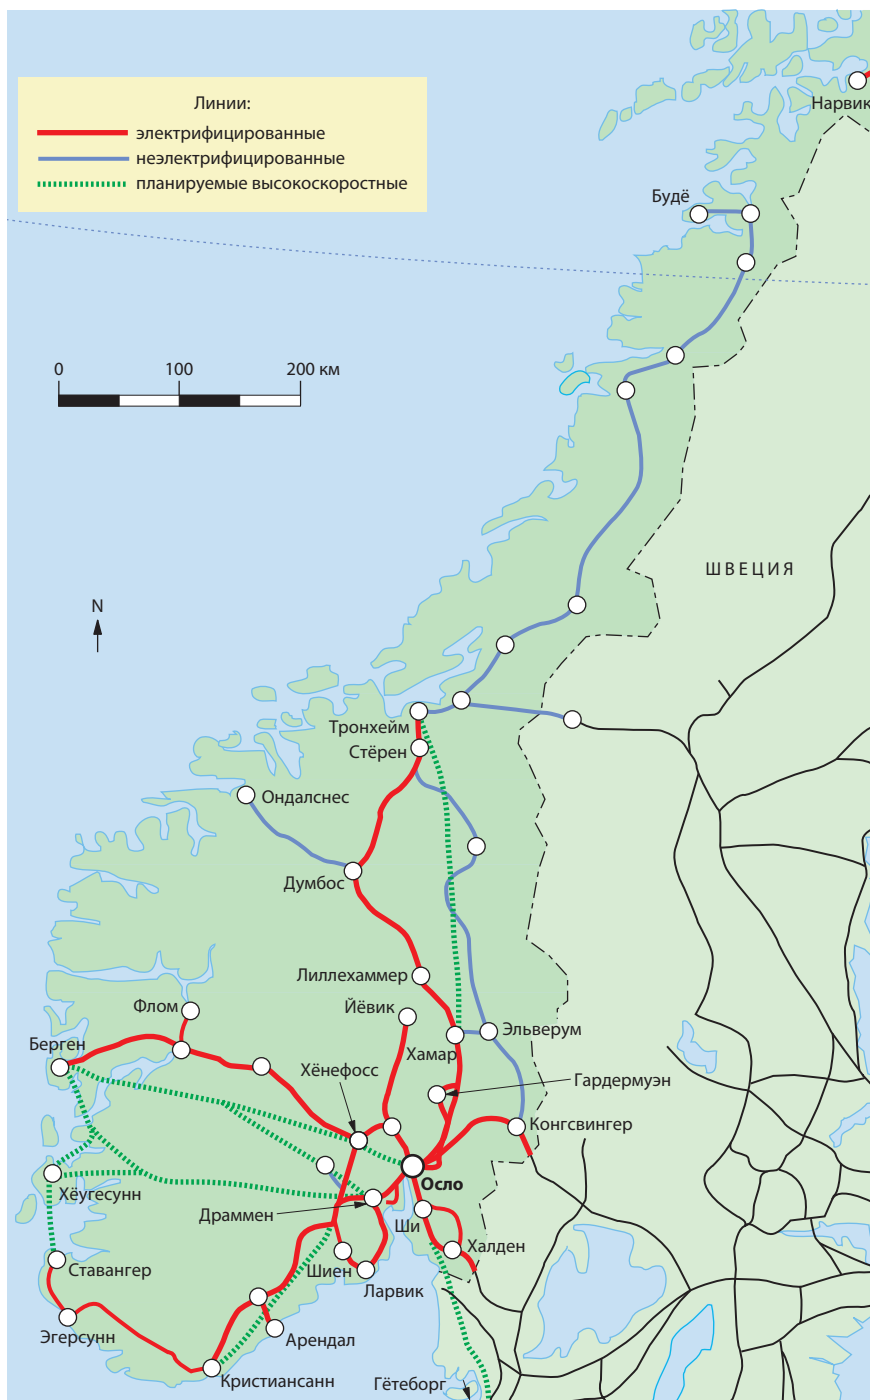 Линии:
электрифицированные
неэлектрифицированные
планируемые высокоскоростные
Нарвик
Будё
0 100 200 км
ШВЕЦИЯ
N
Тронхейм
Стёрен
Ондалснес
Думбос
Лиллехаммер
Флом
Йёвик
Эльверум
Берген
Хамар
Хёнефосс
Гардермуэн
Конгсвингер
Осло
Хёугесунн
Драммен
Ши
Халден
Ставангер
Шиен
Ларвик
Эгерсунн
Арендал
Кристиансанн
Гётеборг